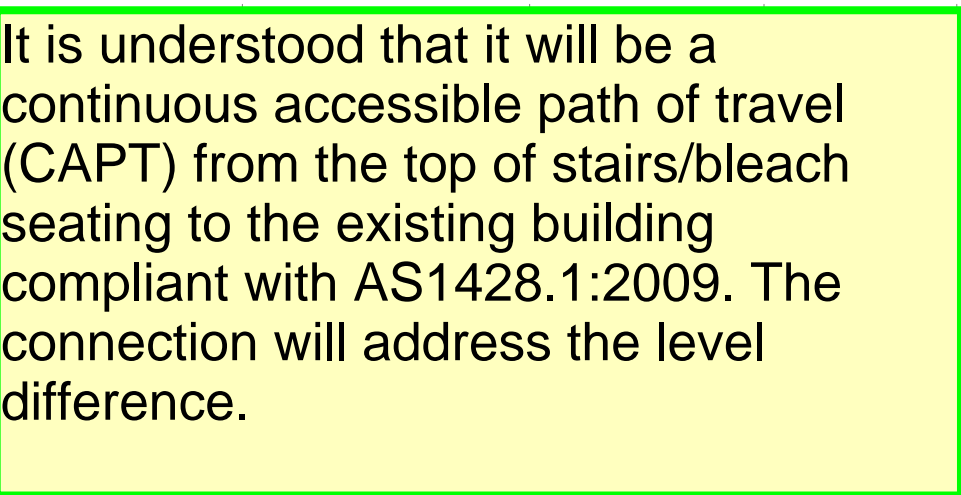 It is understood that it will be a
continuous accessible path of travel
(CAPT) from the top of stairs/bleach
seating to the existing building
compliant with AS1428.1:2009. The
connection will address the level
difference.